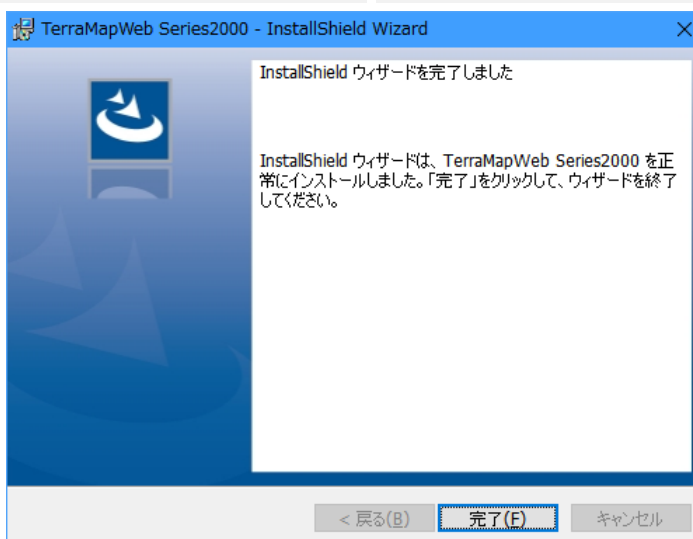 TerraMapWeb Series2000 - InstallShield Wizard
InstallShield ウィザードを完了しました
InstallShield ウィザードは、TerraMapWeb Series2000 を正
常にインストールしました。「完了」をクリックして、ウィザードを終了
してください。
< 戻る(B)
完了(F)
キャンセル